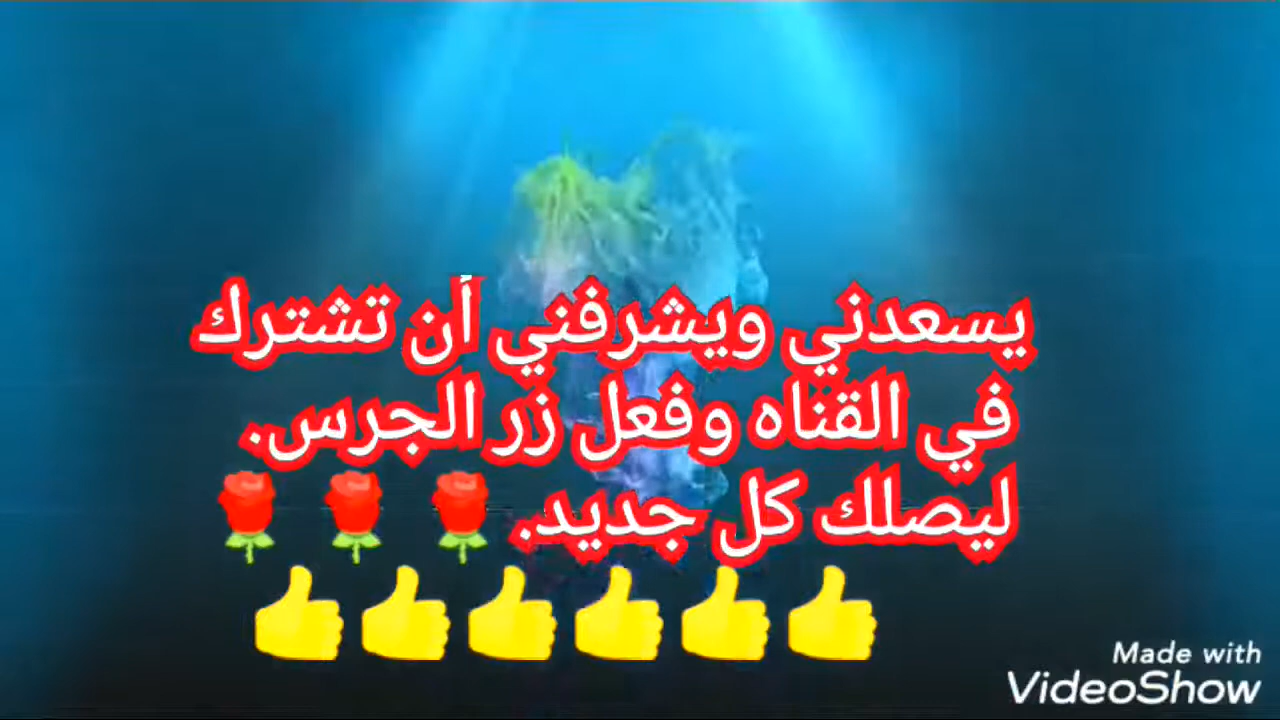 يسعدني ويشرفني أن تشترك
في القناه وفعل زر الجرس.
ليصلك كل جديد. 🌹 🌹 🌹
👍👍👍👍👍👍
Made with
VideoShow